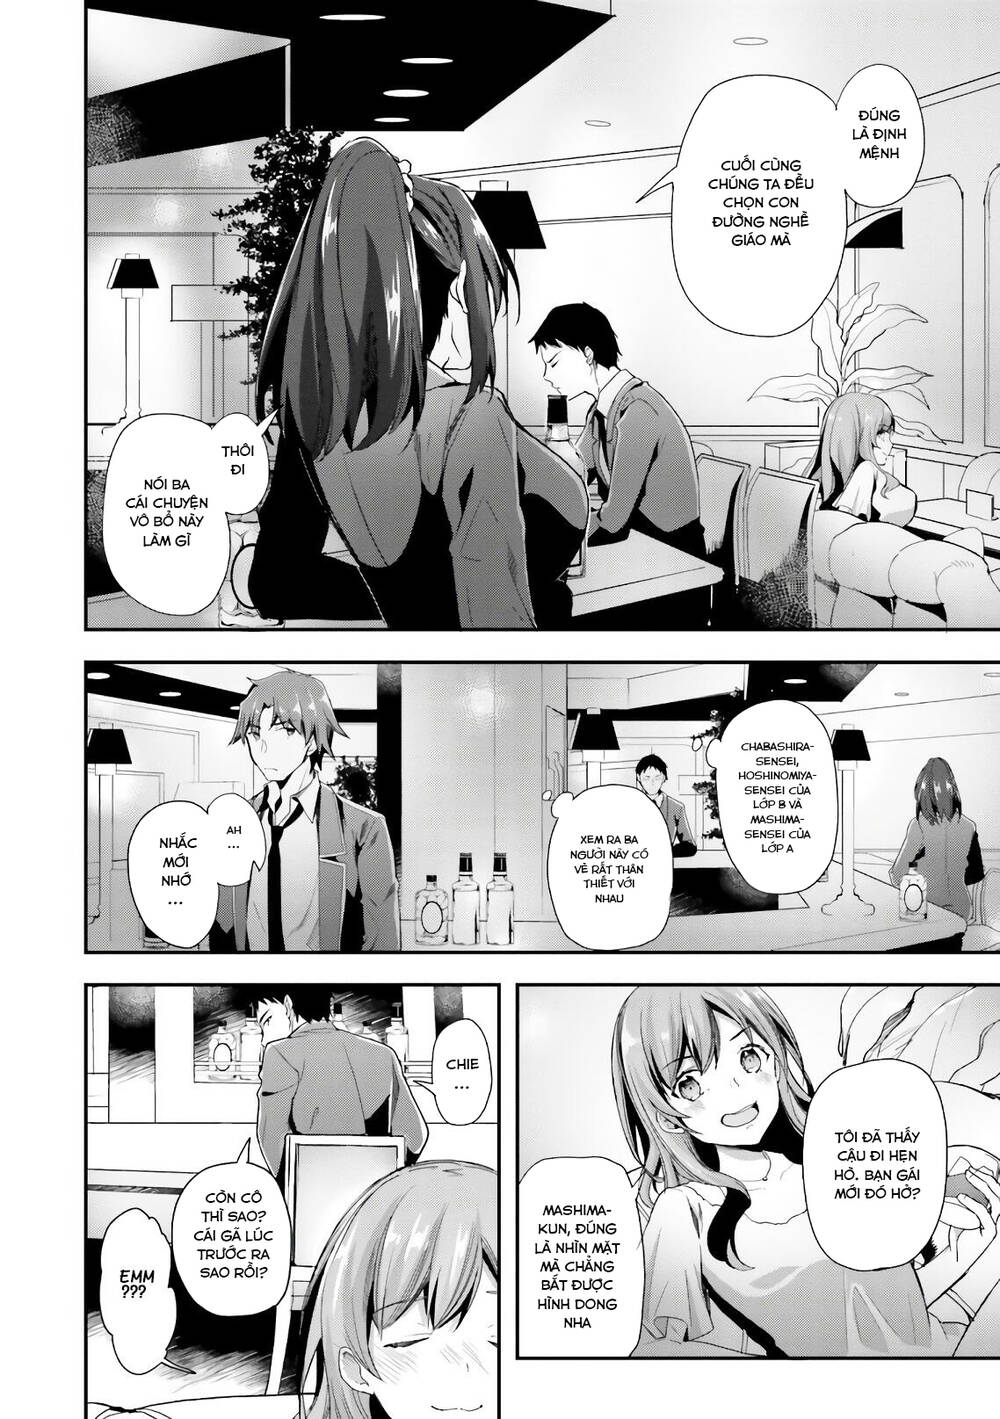 ĐÚNG
LÀ ĐỊNH
MỆNH
CUỐI CÙNG
CHÚNG TA ĐỀU
CHỌN CON
ĐƯỜNG NGHỀ
GIÁO MÀ
THÔI
ĐI
NÓI BA
CÁI CHUYỆN
VÔ BỔ NÀY
LÀM GÌ
CHABASHIRA-
SENSEI,
HOSHINOMIYA-
SENSEI CỦA
LỚP B VÀ
MASHIMA-
SENSEI CỦA
LỚP A
XEM RA BA
NGƯỜI NÀY CÓ
VẺ RẤT THÂN
THIẾT VỚI
NHAU
AH
...
NHẮC
MỚI
NHỚ
...
TÔI ĐÃ THẤY
CẬU ĐI HẸN
HÒ. BẠN GÁI
MỚI ĐÓ HỞ?
MASHIMA-
KUN, ĐÚNG
LÀ NHÌN MẶT
MÀ CHẲNG
BẮT ĐƯỢC
HÌNH DONG
NHA
CHIE
...
CÒN CÔ
THÌ SAO?
CÁI GÃ LÚC
TRƯỚC RA
SAO RỒI?
EMM
???